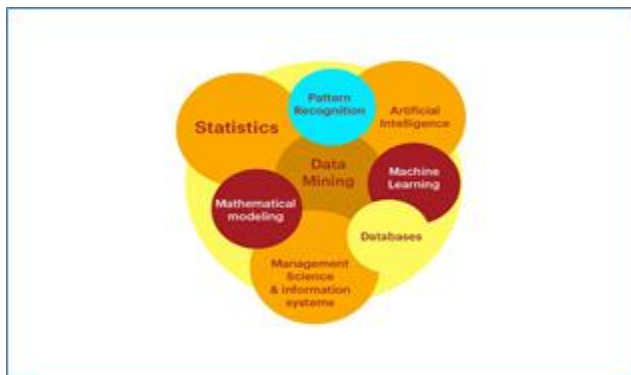 Pattern
Recognition
Artificial
Intelligence
Statistics
Data
Mining
Machine
Learning
Mathematical
modeling
Databases
Management
Science
& information
systems